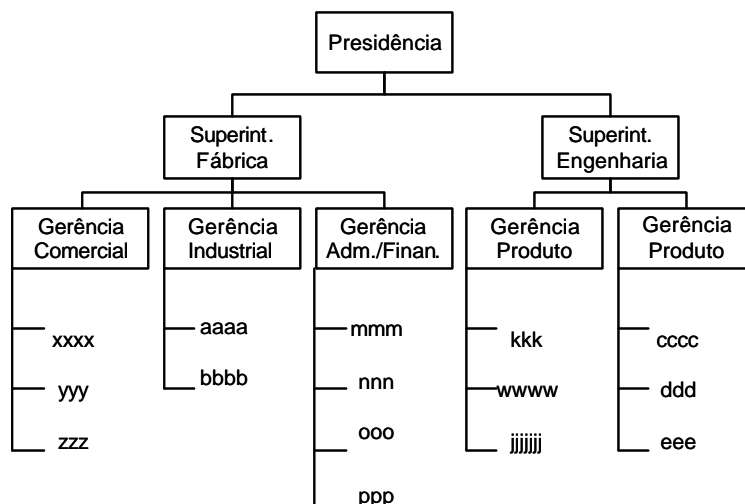 Presidência
Superint.
Fábrica
Superint.
Engenharia
Gerência
Comercial
Gerência
Industrial
Gerência
Adm./Finan.
Gerência
Produto
Gerência
Produto
xxxx
yyy
zzz
aaaa
bbbb
mmm
nnn
ooo
ppp
kkk
wwww
jjjjjjj
cccc
ddd
eee